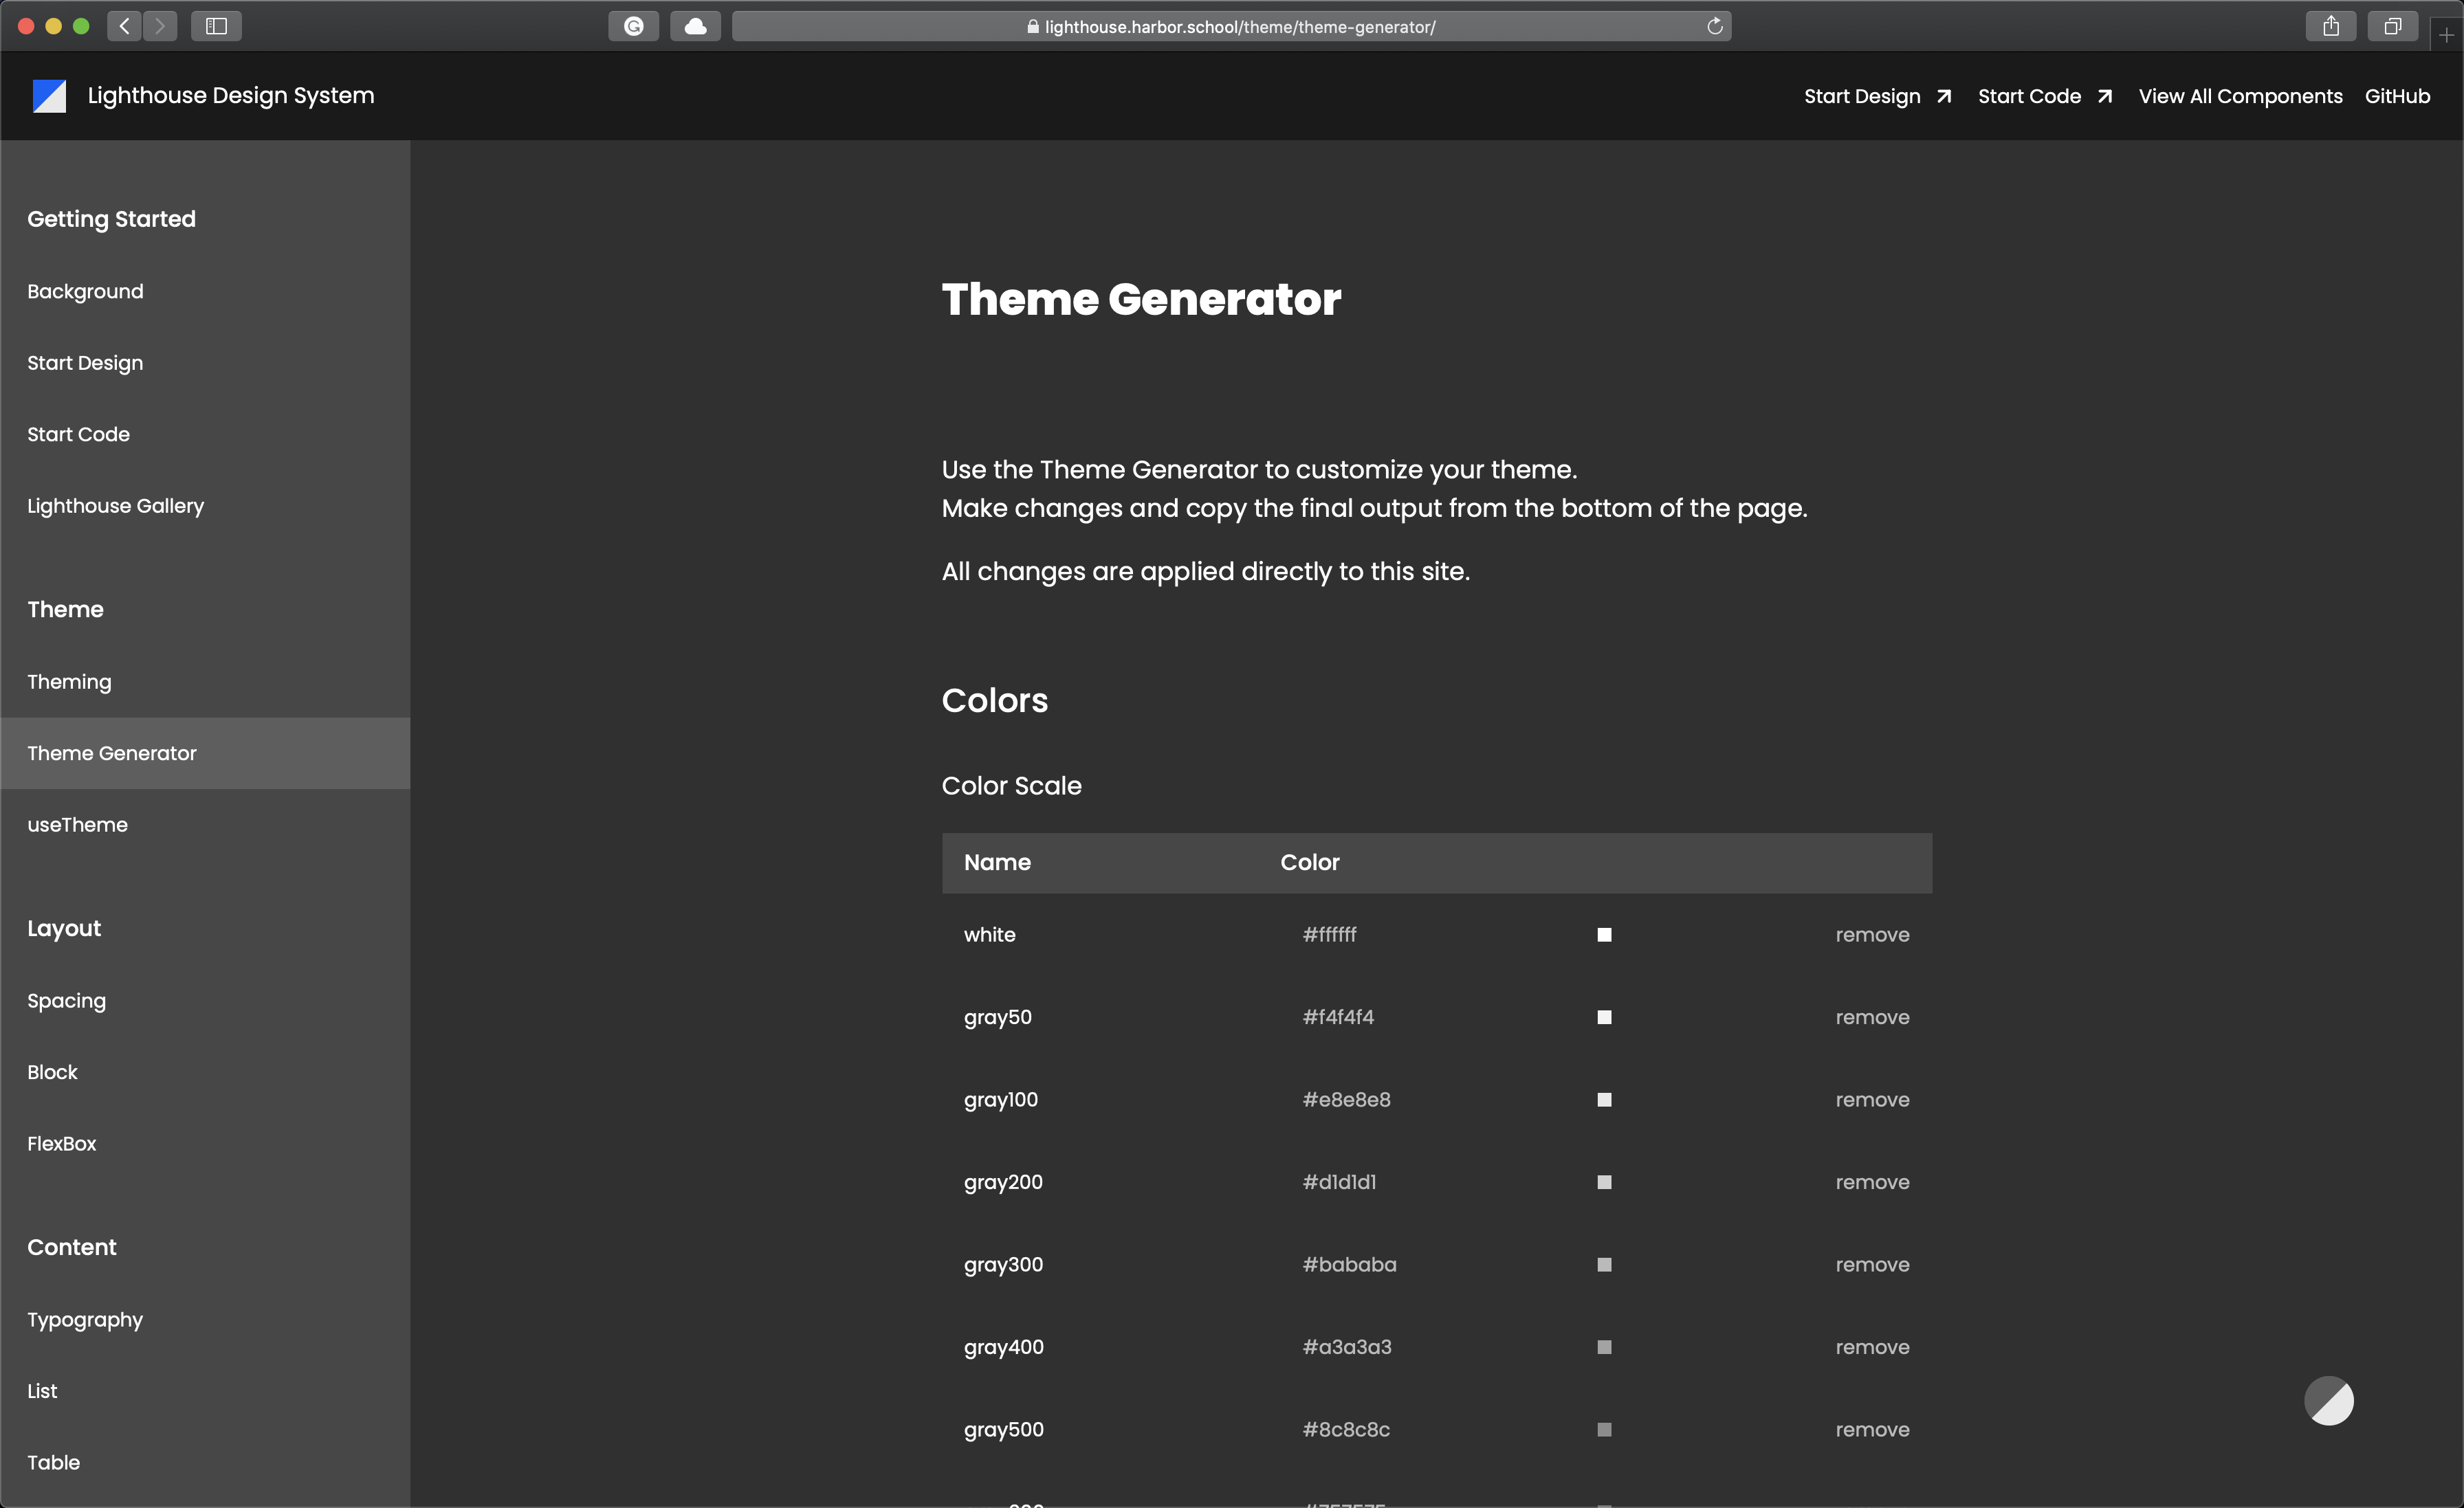 lighthouse.harbor.school/theme/theme-generator/
Lighthouse Design System
Start Design
Start Code
View All Components
GitHub
Getting Started
Background
Start Design
Start Code
Lighthouse Gallery
Theme
Theming
Theme Generator
useTheme
Layout
Spacing
Block
FlexBox
Content
Typography
List
Table
Theme Generator
Use the Theme Generator to customize your theme.
Make changes and copy the final output from the bottom of the page.
All changes are applied directly to this site.
Colors
Color Scale
Name Color
white #ffffff remove
gray50 #f4f4f4 remove
gray100 #e8e8e8 remove
gray200 #d1d1d1 remove
gray300 #bababa remove
gray400 #a3a3a3 remove
gray500 #8c8c8c remove